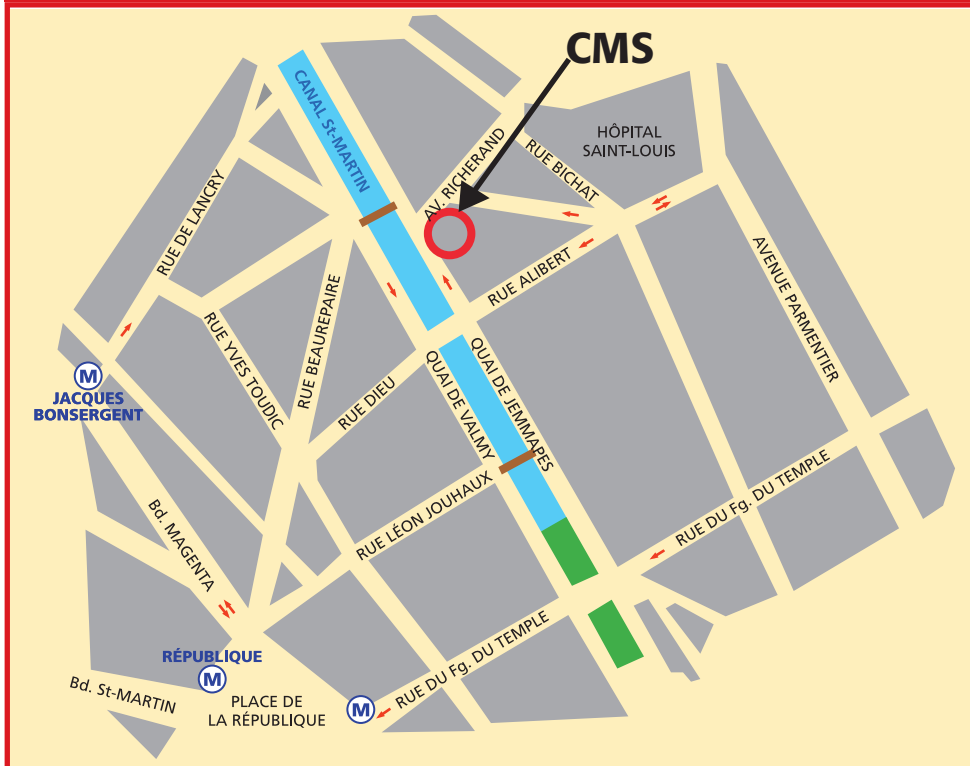 CMS
CANAL St-MARTIN
HÔPITAL
SAINT-LOUIS
AV. RICHERAND
RUE BICHAT
RUE DE LANCRY
RUE ALIBERT
AVENUE PARMENTIER
RUE BEAUREPAIRE
RUE YVES TOUDIC
RUE DIEU
QUAI DE VALMY
QUAI DE JEMMAPES
M
JACQUES
BONSERGENT
RUE DU Fg. DU TEMPLE
RUE LÉON JOUHAUX
Bd. MAGENTA
RÉPUBLIQUE
M
Bd. St-MARTIN
PLACE DE
LA RÉPUBLIQUE
M
RUE DU Fg. DU TEMPLE